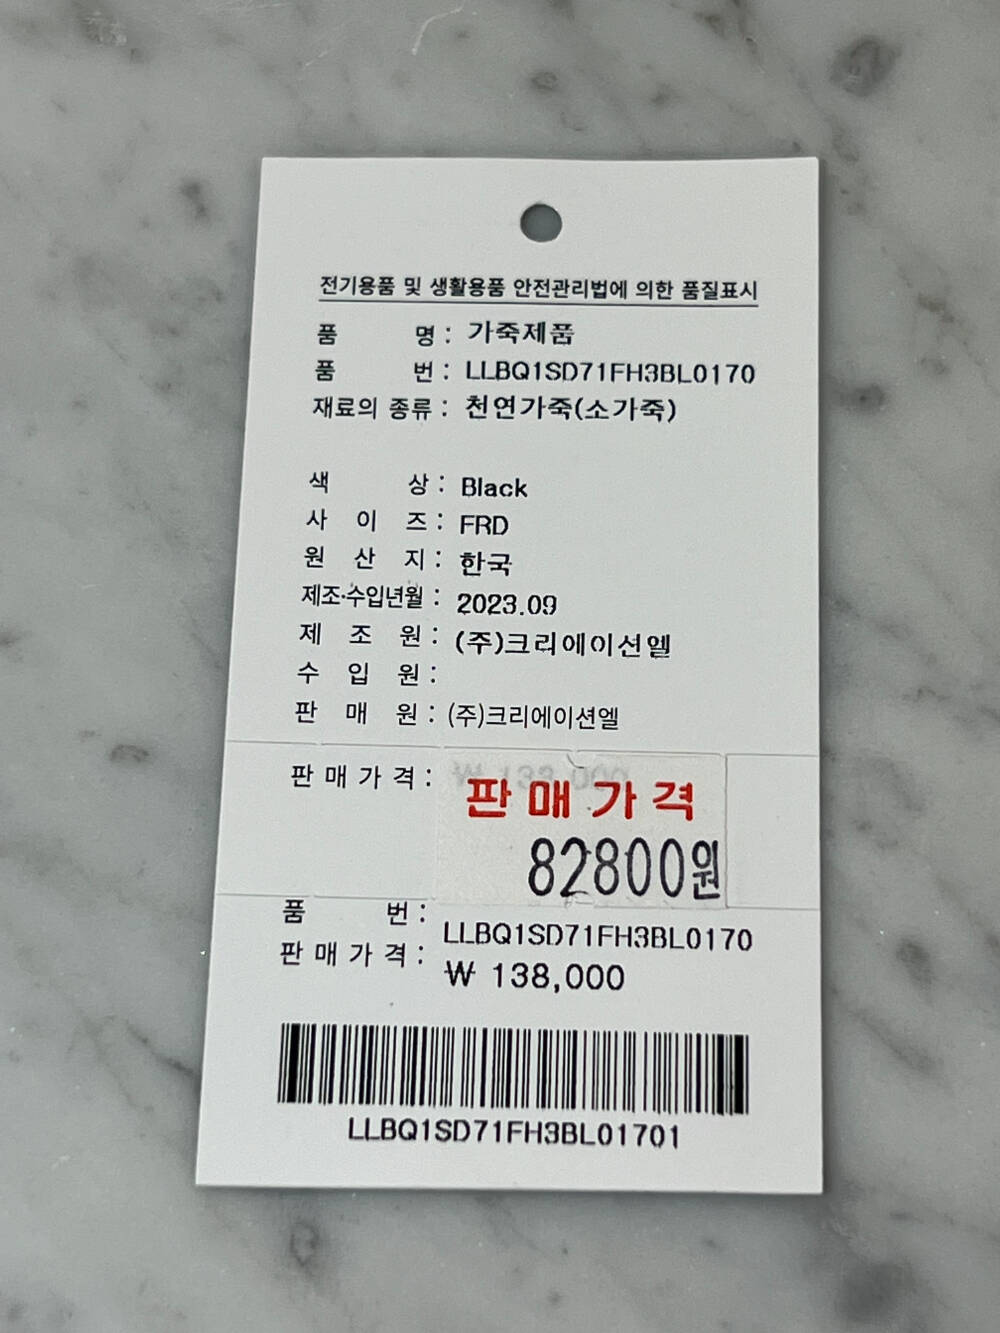 전기용품 및 생활용품 안전관리법에 의한 품질표시
품 명 : 가죽제품
품 번 : LLBQ1SD71FH3BL0170
재료의 종류 : 천연가죽(소가죽)
색 상 : Black
사 이 즈 : FRD
원 산 지 : 한국
제조·수입년월 : 2023.09
제 조 원 : (주)크리에이션엘
수 입 원 :
판 매 원 : (주)크리에이션엘
판 매 가 격 : ₩ 138,000
판매가격
82800원
품 번 : LLBQ1SD71FH3BL0170
판 매 가 격 : ₩ 138,000
LLBQ1SD71FH3BL01701